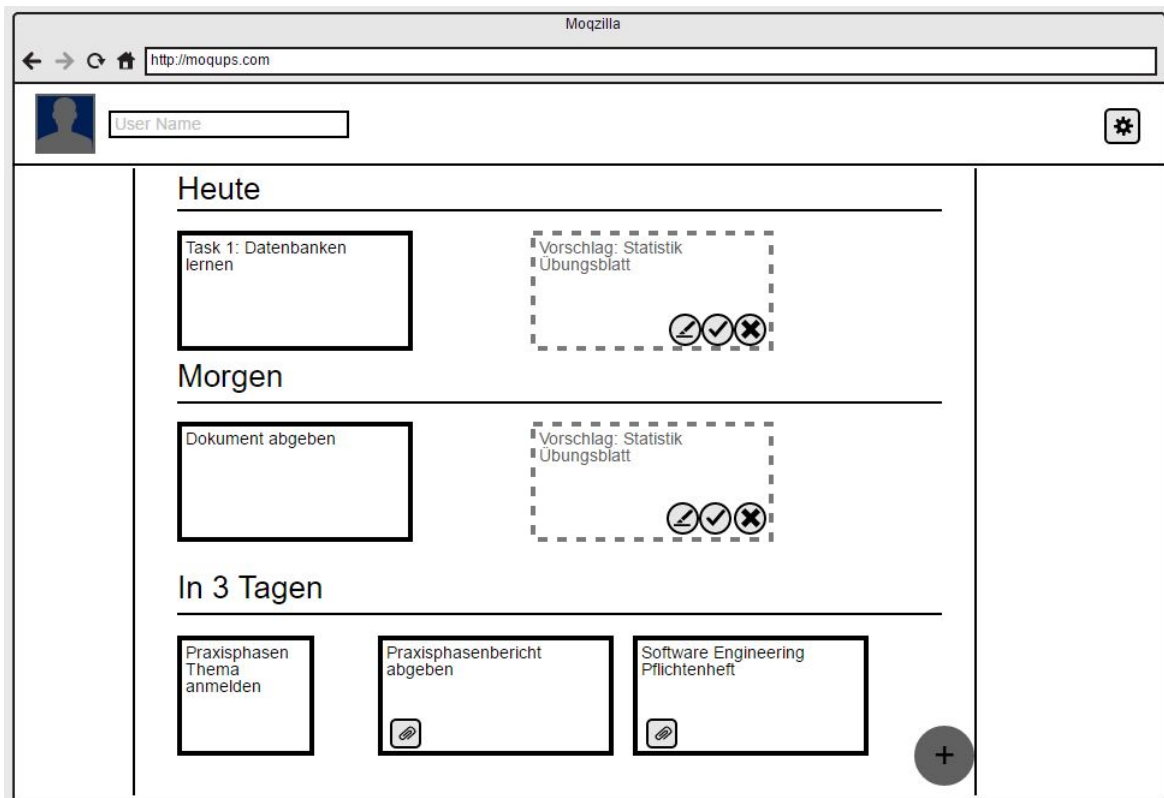 Moqzilla
http://moqups.com
User Name
Heute
Task 1: Datenbanken
lernen
Vorschlag: Statistik
Übungsblatt
Morgen
Dokument abgeben
Vorschlag: Statistik
Übungsblatt
In 3 Tagen
Praxisphasen
Thema
anmelden
Praxisphasenbericht
abgeben
Software Engineering
Pflichtenheft
+